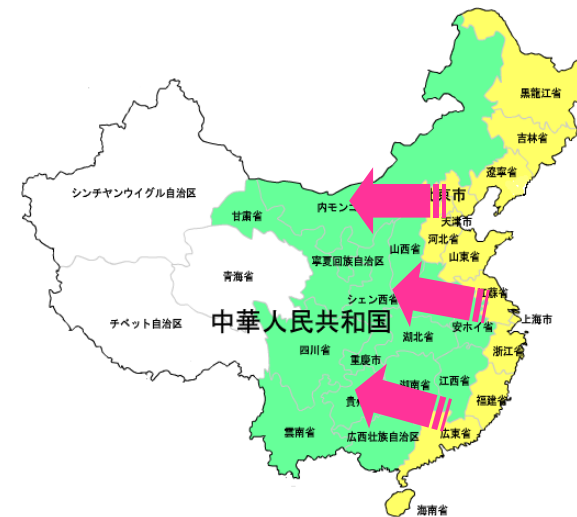 黒龍江省
吉林省
遼寧省
シンチヤンウイグル自治区
甘粛省
内モンゴ
京市
天津市
河北省
山西省
山東省
寧夏回族自治区
青海省
シェン西省
蘇省
チベット自治区
中華人民共和国
安ホイ省
上海市
湖北省
四川省
浙江省
重慶市
湖南省
江西省
貴州
福建省
雲南省
広西壮族自治区
広東省
海南省